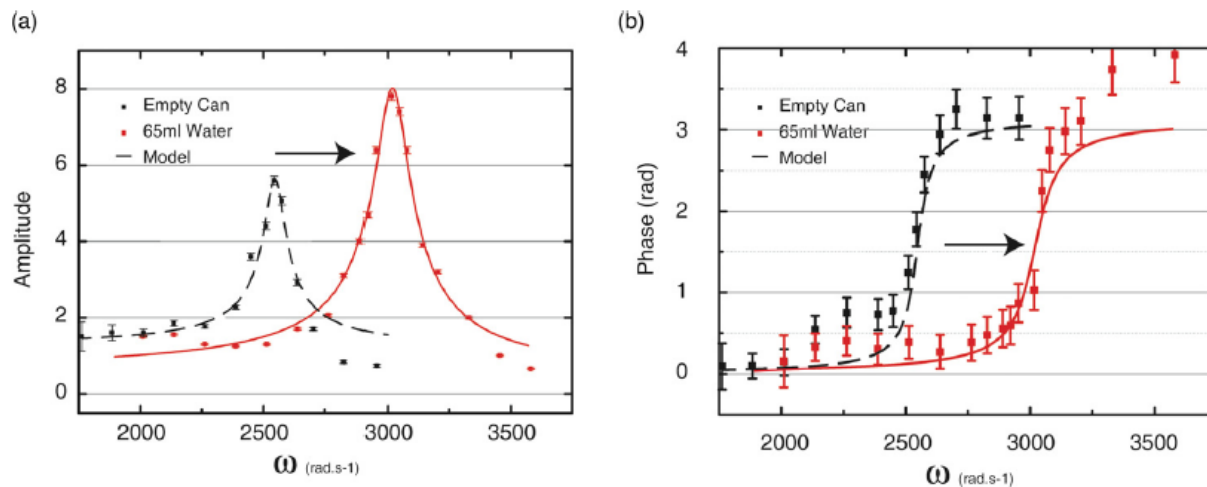 (a)
8
6
4
2
0
Amplitude
Empty Can
65ml Water
Model
2000 2500 3000 3500
ω (rad.s-1)
(b)
4
3
2
1
0
Phase (rad)
Empty Can
65ml Water
Model
2000 2500 3000 3500
ω (rad.s-1)